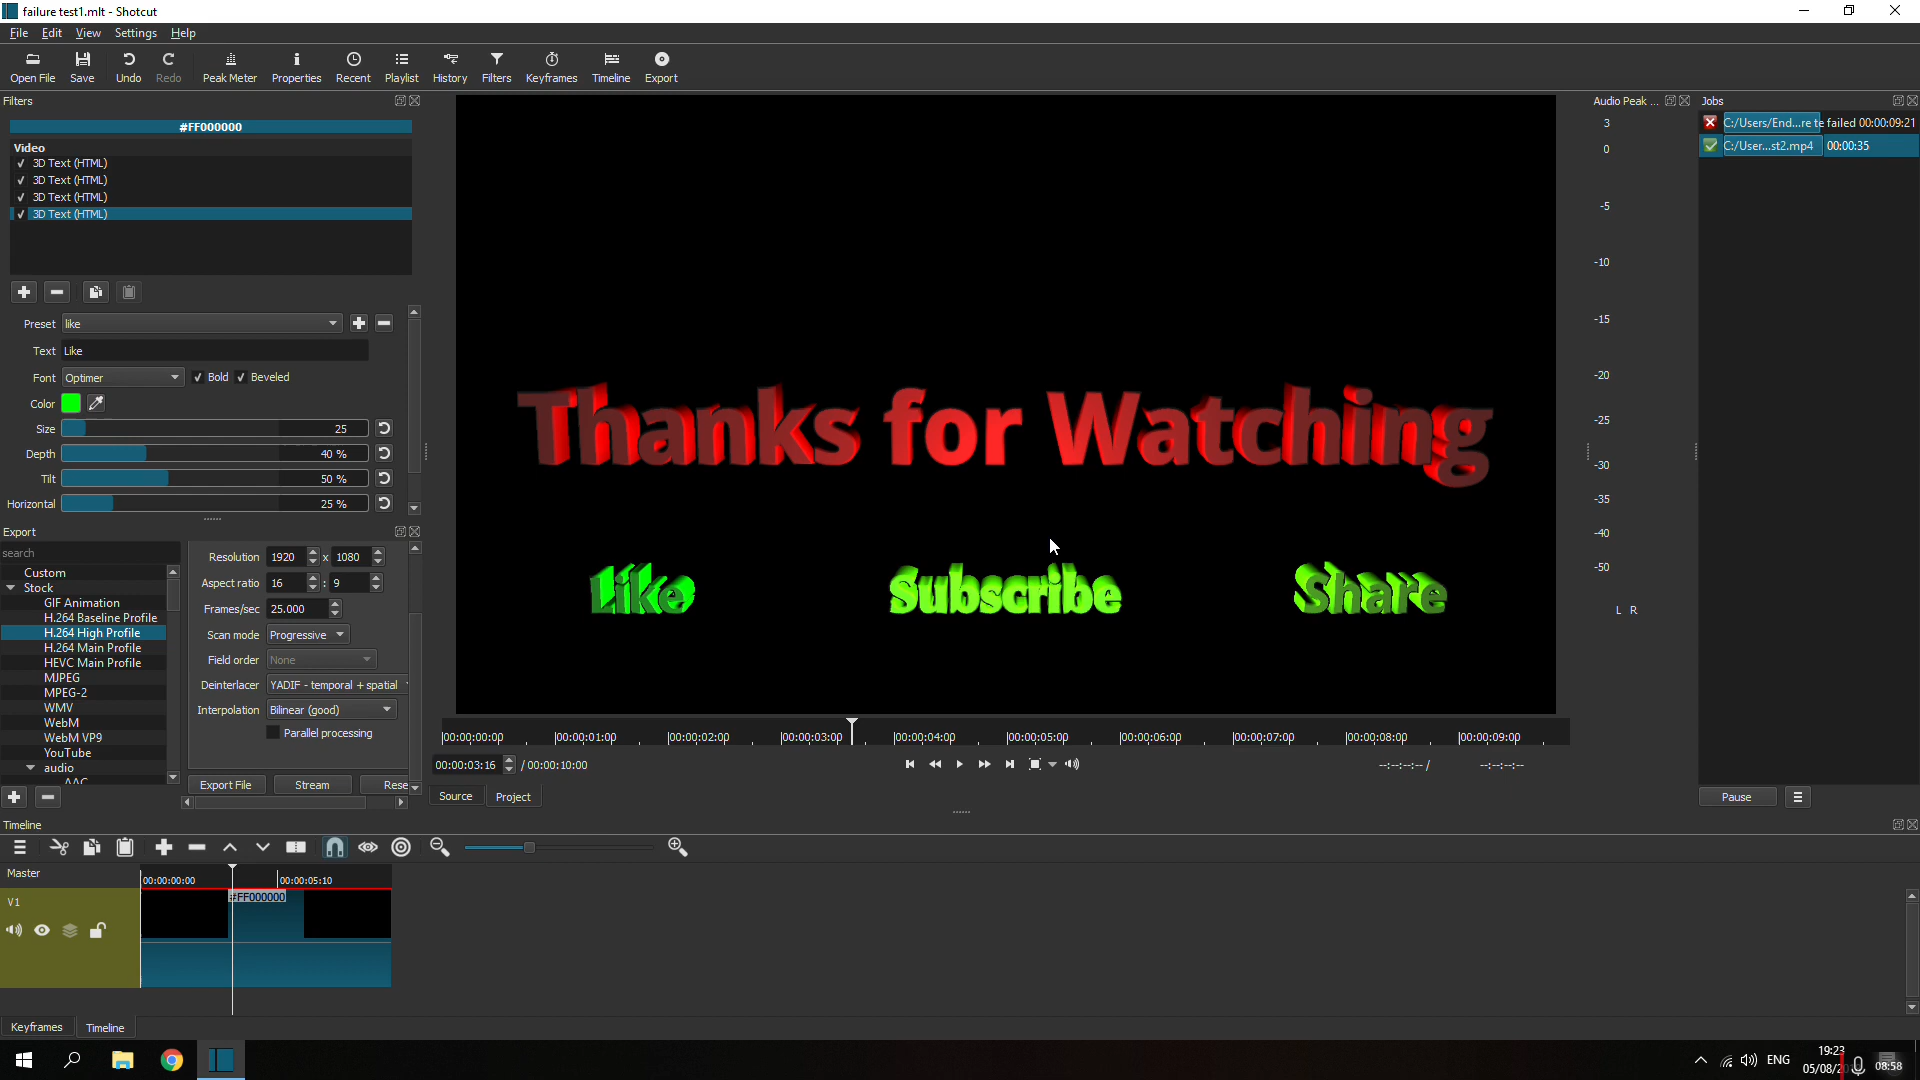 failure test1.mlt - Shotcut
File Edit View Settings Help
Open File Save Undo Redo Peak Meter Properties Recent Playlist History Filters Keyframes Timeline Export
Filters
#FF000000
Video
3D Text (HTML)
3D Text (HTML)
3D Text (HTML)
3D Text (HTML)
Preset like
Text Like
Font Optimer Bold Beveled
Color
Size 25
Depth 40 %
Tilt 50 %
Horizontal 25 %
Export
search
Custom
Stock
GIF Animation
H.264 Baseline Profile
H.264 High Profile
H.264 Main Profile
HEVC Main Profile
MJPEG
MPEG-2
WMV
WebM
WebM VP9
YouTube
audio
AAC
Resolution 1920 x 1080
Aspect ratio 16 : 9
Frames/sec 25.000
Scan mode Progressive
Field order None
Deinterlacer YADIF - temporal + spatial
Interpolation Bilinear (good)
Parallel processing
Export File Stream Rese
Thanks for Watching
Like Subscribe Share
00:00:00:00 00:00:01:00 00:00:02:00 00:00:03:00 00:00:04:00 00:00:05:00 00:00:06:00 00:00:07:00 00:00:08:00 00:00:09:00
00:00:03:16 / 00:00:10:00 --:--:--:-- / --:--:--:--
Source Project
Audio Peak ...
3
0
-5
-10
-15
-20
-25
-30
-35
-40
-50
L R
Jobs
C:/Users/End...re te failed 00:00:09:21
C:/User...st2.mp4 00:00:35
Pause
Timeline
Master
00:00:00:00 00:00:05:10
V1
#FF000000
Keyframes Timeline
ENG
19:23
05/08/2
08:58